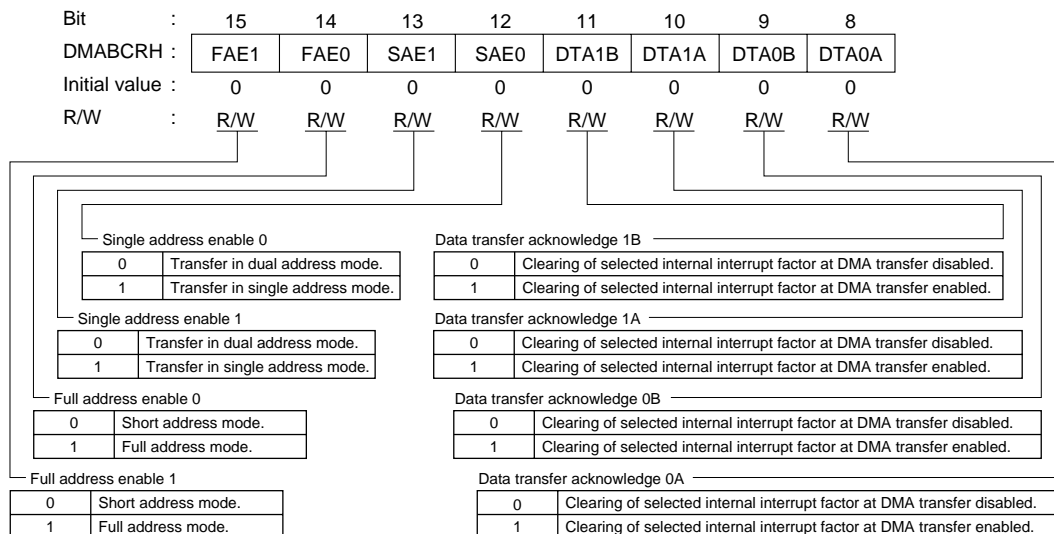 Bit : 15 14 13 12 11 10 9 8
DMABCRH : FAE1 FAE0 SAE1 SAE0 DTA1B DTA1A DTA0B DTA0A
Initial value : 0 0 0 0 0 0 0 0
R/W : R/W R/W R/W R/W R/W R/W R/W R/W
Single address enable 0
0 Transfer in dual address mode.
1 Transfer in single address mode.
Data transfer acknowledge 1B
0 Clearing of selected internal interrupt factor at DMA transfer disabled.
1 Clearing of selected internal interrupt factor at DMA transfer enabled.
Single address enable 1
0 Transfer in dual address mode.
1 Transfer in single address mode.
Data transfer acknowledge 1A
0 Clearing of selected internal interrupt factor at DMA transfer disabled.
1 Clearing of selected internal interrupt factor at DMA transfer enabled.
Full address enable 0
0 Short address mode.
1 Full address mode.
Data transfer acknowledge 0B
0 Clearing of selected internal interrupt factor at DMA transfer disabled.
1 Clearing of selected internal interrupt factor at DMA transfer enabled.
Full address enable 1
0 Short address mode.
1 Full address mode.
Data transfer acknowledge 0A
0 Clearing of selected internal interrupt factor at DMA transfer disabled.
1 Clearing of selected internal interrupt factor at DMA transfer enabled.